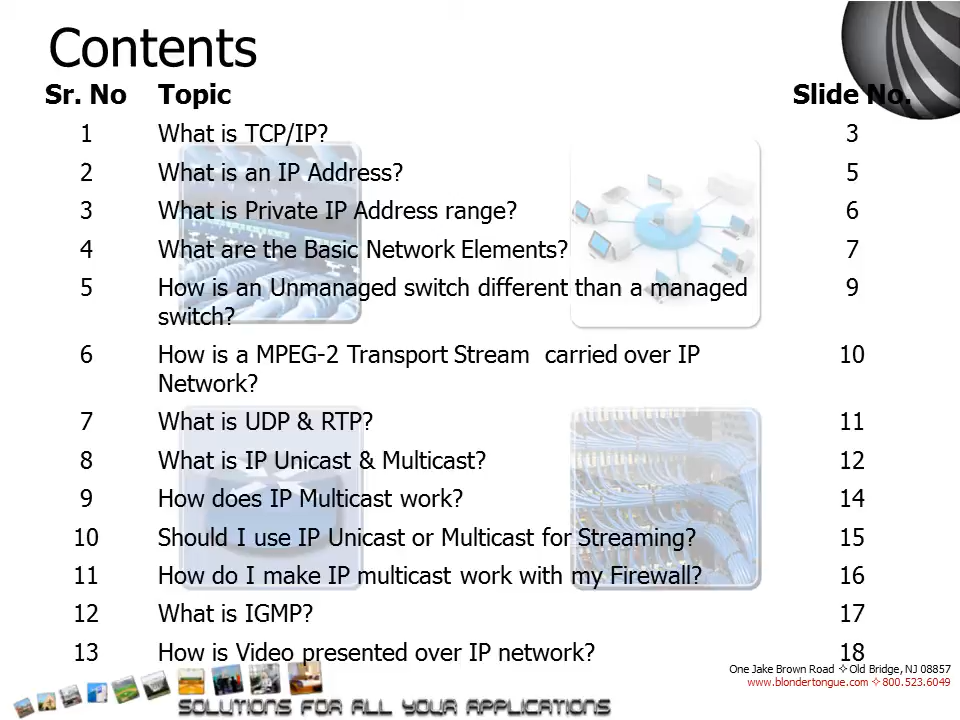 Contents
Sr. No Topic Slide No.
1 What is TCP/IP? 3
2 What is an IP Address? 5
3 What is Private IP Address range? 6
4 What are the Basic Network Elements? 7
5 How is an Unmanaged switch different than a managed 9
switch?
6 How is a MPEG-2 Transport Stream carried over IP 10
Network?
7 What is UDP & RTP? 11
8 What is IP Unicast & Multicast? 12
9 How does IP Multicast work? 14
10 Should I use IP Unicast or Multicast for Streaming? 15
11 How do I make IP multicast work with my Firewall? 16
12 What is IGMP? 17
13 How is Video presented over IP network? 18
One Jake Brown Road ✧ Old Bridge, NJ 08857
www.blondertongue.com ✧ 800.523.6049
SOLUTIONS FOR ALL YOUR APPLICATIONS